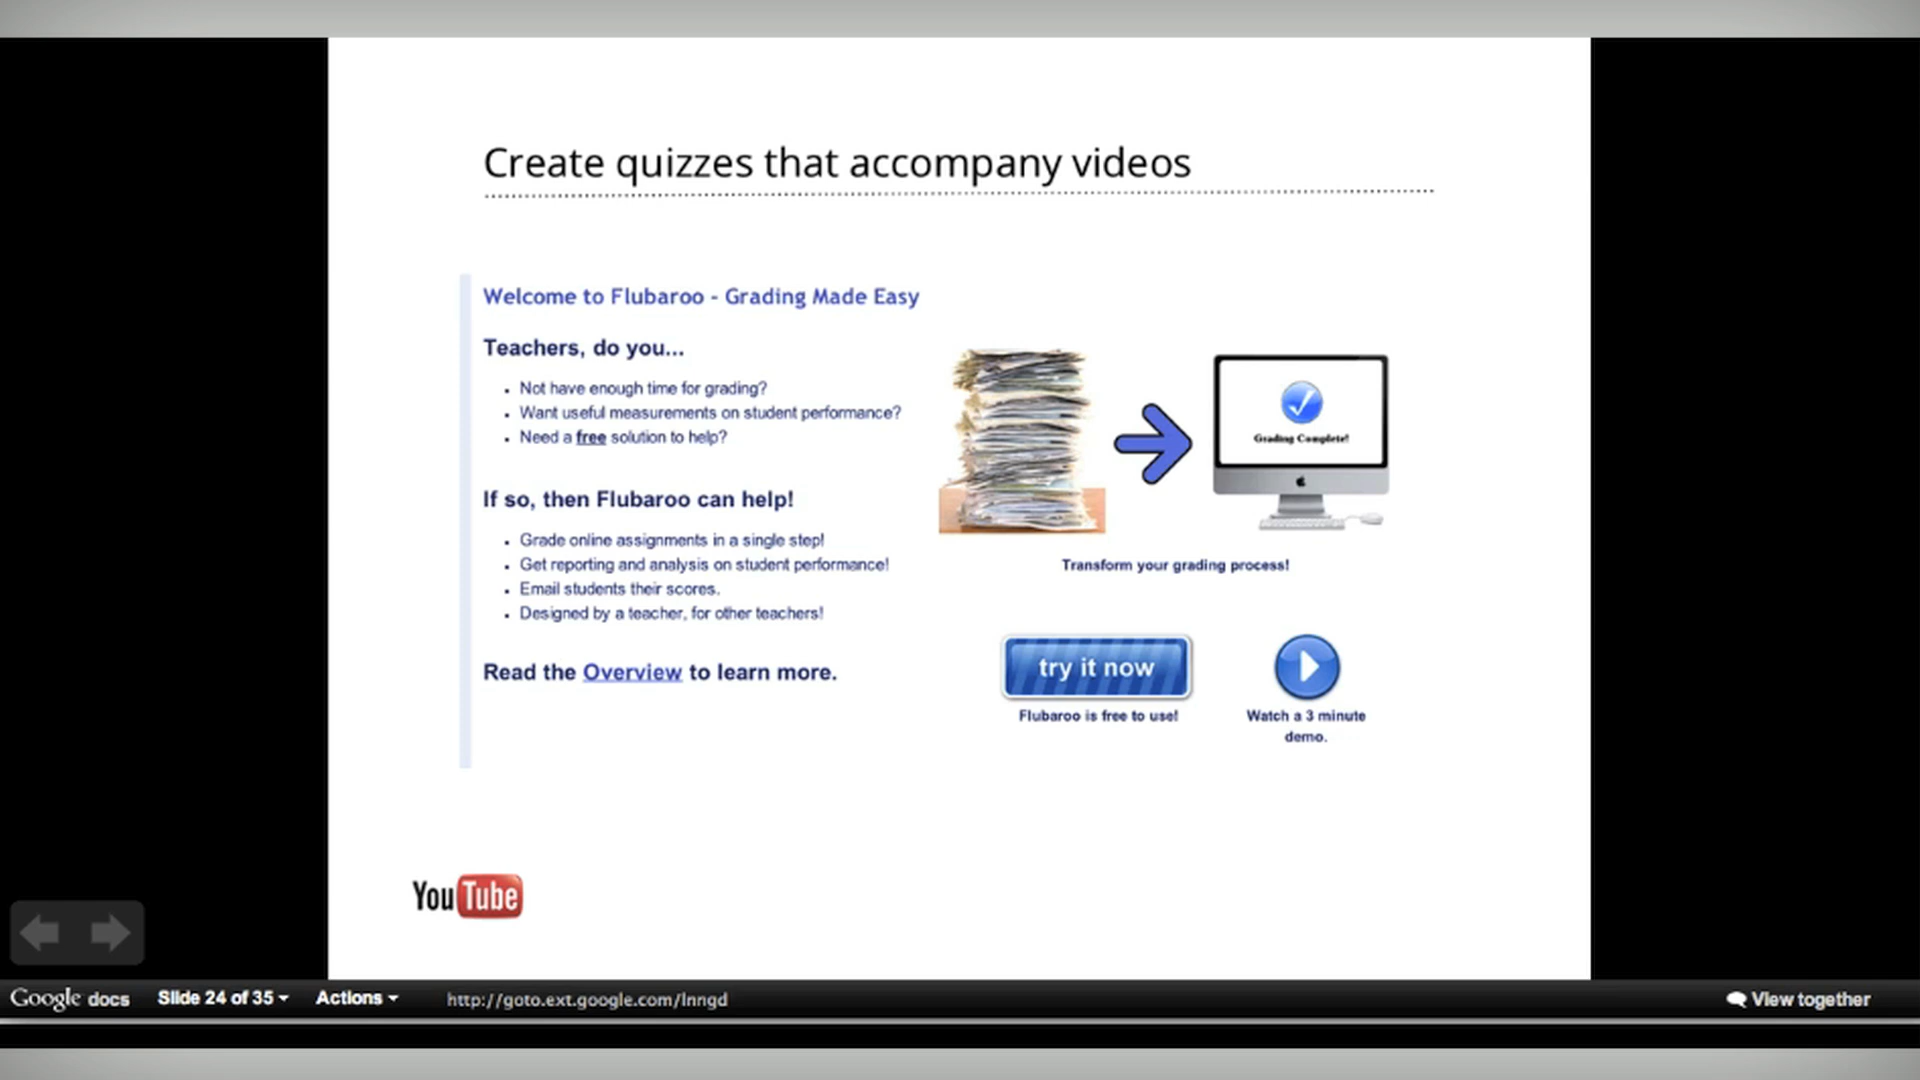 Create quizzes that accompany videos
Welcome to Flubaroo - Grading Made Easy
Teachers, do you...
Not have enough time for grading?
Want useful measurements on student performance?
Need a free solution to help?
If so, then Flubaroo can help!
Grade online assignments in a single step!
Get reporting and analysis on student performance!
Email students their scores.
Designed by a teacher, for other teachers!
Read the Overview to learn more.
Grading Complete!
Transform your grading process!
try it now
Flubaroo is free to use!
Watch a 3 minute
demo.
YouTube
Google docs
Slide 24 of 35
Actions
http://goto.ext.google.com/lnngd
View together